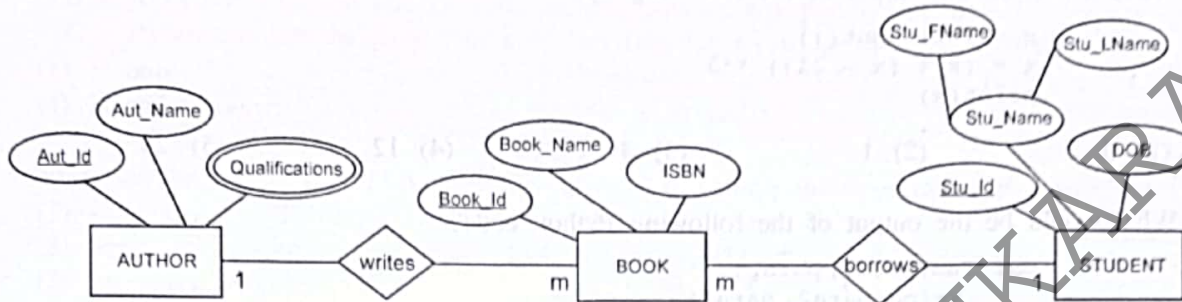 Stu_FName
Stu_LName
Aut_Name
Stu_Name
Aut_Id
Qualifications
Book_Name
ISBN
DOB
Book_Id
Stu_Id
AUTHOR
1
writes
m
BOOK
m
borrows
1
STUDENT